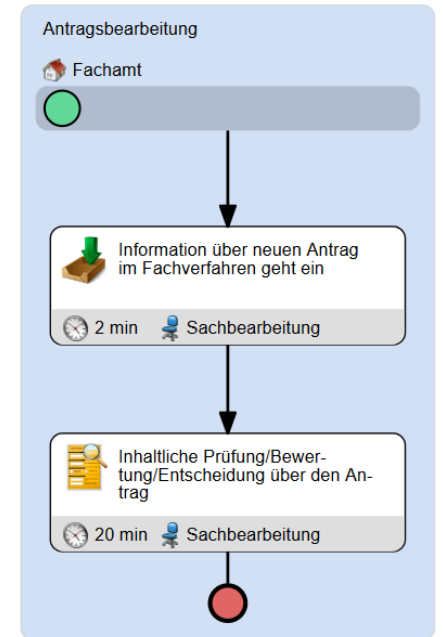 Antragsbearbeitung
Fachamt
Information über neuen Antrag
im Fachverfahren geht ein
2 min Sachbearbeitung
Inhaltliche Prüfung/Bewer-
tung/Entscheidung über den An-
trag
20 min Sachbearbeitung